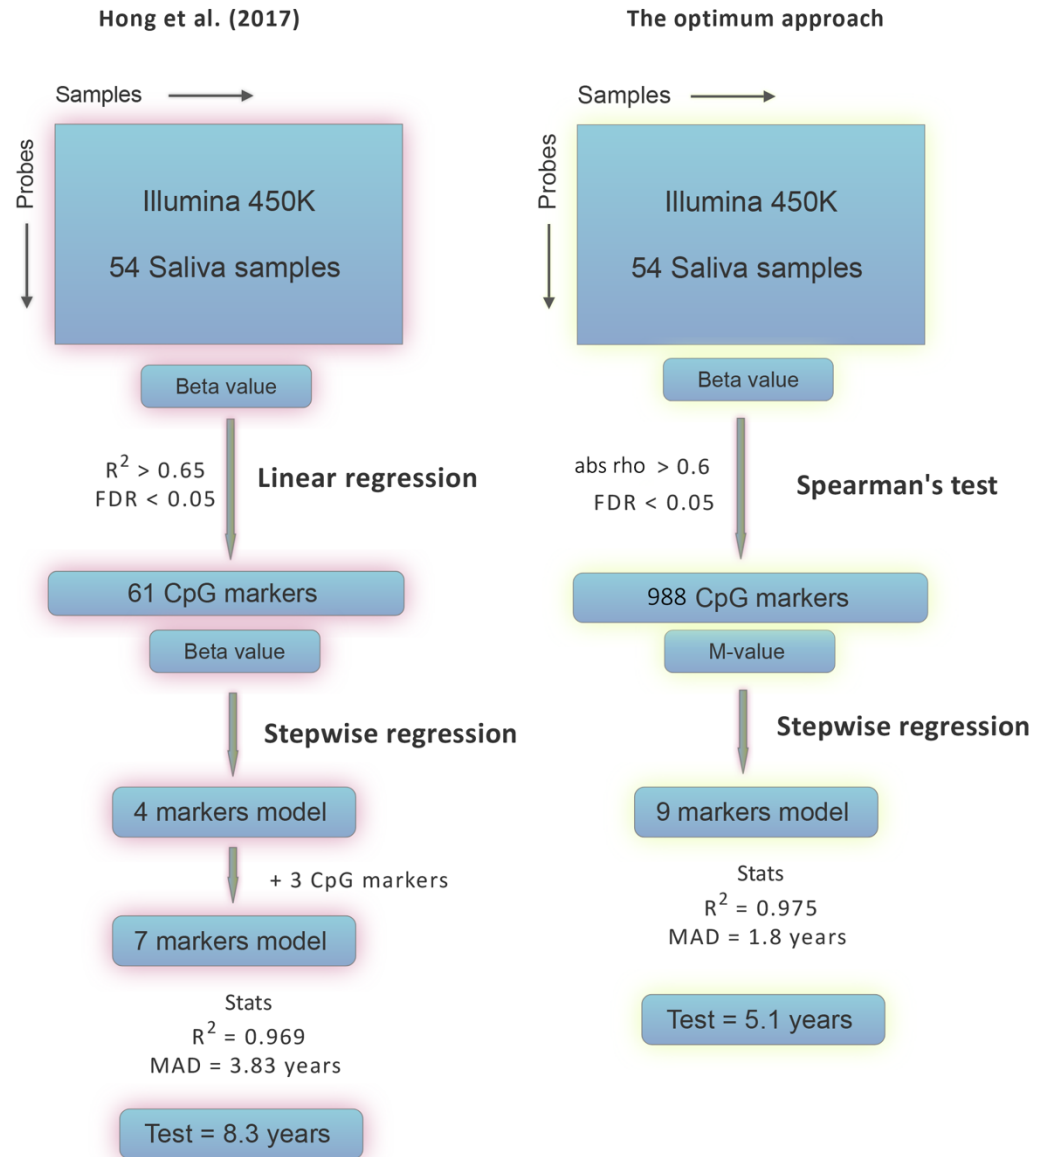 Hong et al. (2017)
Samples
Probes
Illumina 450K
54 Saliva samples
Beta value
R² > 0.65
FDR < 0.05
Linear regression
61 CpG markers
Beta value
Stepwise regression
4 markers model
+ 3 CpG markers
7 markers model
Stats
R² = 0.969
MAD = 3.83 years
Test = 8.3 years
The optimum approach
Samples
Probes
Illumina 450K
54 Saliva samples
Beta value
abs rho > 0.6
FDR < 0.05
Spearman's test
988 CpG markers
M-value
Stepwise regression
9 markers model
Stats
R² = 0.975
MAD = 1.8 years
Test = 5.1 years